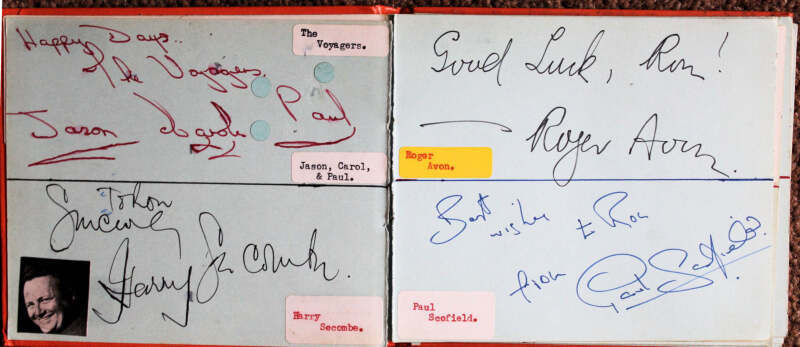 Happy Days..
The Voyagers.
The
Voyagers.
Jason Carole Paul
Jason, Carol,
& Paul.
To Ron
Sincerely
Harry Secombe.
Harry
Secombe.
Good Luck, Ron!
Roger Avon.
Roger
Avon.
Best wishes to Ron
from Paul Scofield
Paul
Scofield.